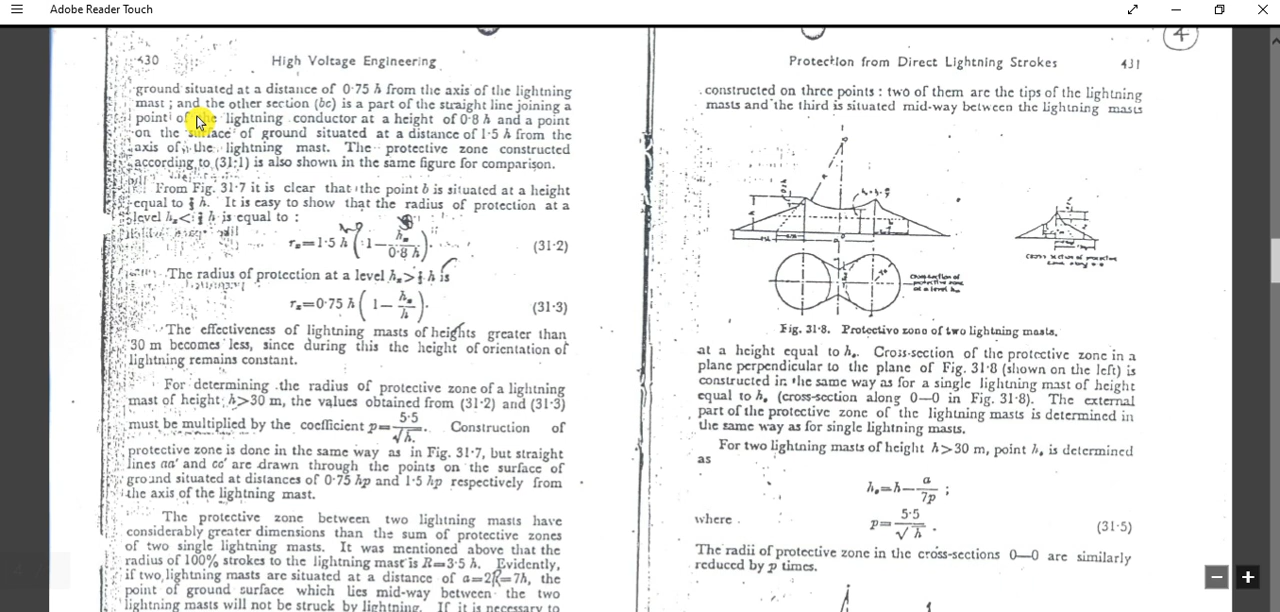 Adobe Reader Touch
4
430 High Voltage Engineering
ground situated at a distance of 0·75 h from the axis of the lightning
mast ; and the other section (bc) is a part of the straight line joining a
point of the lightning conductor at a height of 0·8 h and a point
on the surface of ground situated at a distance of 1·5 h from the
axis of the lightning mast. The protective zone constructed
according to (31·1) is also shown in the same figure for comparison.
From Fig. 31·7 it is clear that the point b is situated at a height
equal to ⅔ h. It is easy to show that the radius of protection at a
level hₓ<⅔ h is equal to :
rₓ=1·5 h (1− hₓ/0·8 h). (31·2)
The radius of protection at a level hₓ>⅔ h is
rₓ=0·75 h (1− hₓ/h). (31·3)
The effectiveness of lightning masts of heights greater than
30 m becomes less, since during this the height of orientation of
lightning remains constant.
For determining the radius of protective zone of a lightning
mast of height h>30 m, the values obtained from (31·2) and (31·3)
must be multiplied by the coefficient p=5·5/√h. Construction of
protective zone is done in the same way as in Fig. 31·7, but straight
lines aa′ and cc′ are drawn through the points on the surface of
ground situated at distances of 0·75 hp and 1·5 hp respectively from
the axis of the lightning mast.
The protective zone between two lightning masts have
considerably greater dimensions than the sum of protective zones
of two single lightning masts. It was mentioned above that the
radius of 100% strokes to the lightning mast is R=3·5 h. Evidently,
if two lightning masts are situated at a distance of a=2R=7h, the
point of ground surface which lies mid-way between the two
lightning masts will not be struck by lightning. If it is necessary to
Protection from Direct Lightning Strokes 431
constructed on three points : two of them are the tips of the lightning
masts and the third is situated mid-way between the lightning masts
Cross-section of
protective zone
at a level hₓ
Fig. 31·8. Protective zone of two lightning masts.
at a height equal to h₀. Cross-section of the protective zone in a
plane perpendicular to the plane of Fig. 31·8 (shown on the left) is
constructed in the same way as for a single lightning mast of height
equal to h₀ (cross-section along 0—0 in Fig. 31·8). The external
part of the protective zone of the lightning masts is determined in
the same way as for single lightning masts.
For two lightning masts of height h>30 m, point h₀ is determined
as
h₀=h− a/7p ;
where p= 5·5/√h . (31·5)
The radii of protective zone in the cross-sections 0—0 are similarly
reduced by p times.